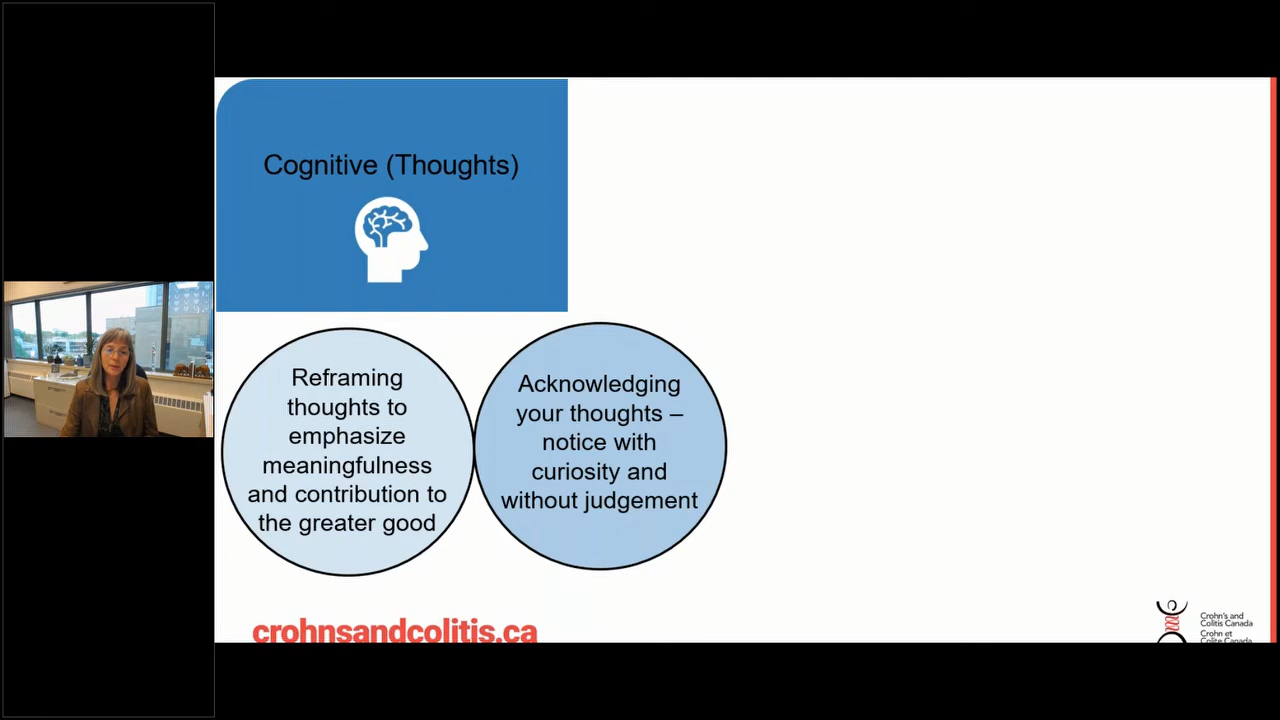 Cognitive (Thoughts)
Reframing
thoughts to
emphasize
meaningfulness
and contribution to
the greater good
Acknowledging
your thoughts –
notice with
curiosity and
without judgement
crohnsandcolitis.ca
Crohn's and
Colitis Canada
Crohn et
Colite Canada